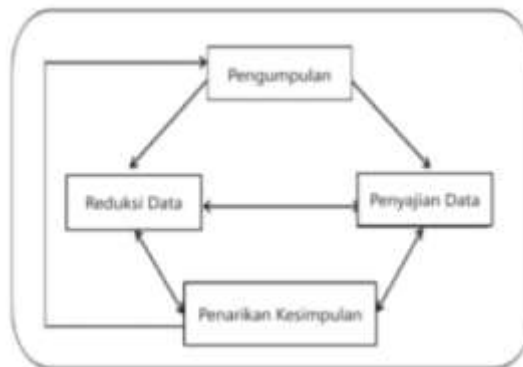 Pengumpulan
Reduksi Data
Penyajian Data
Penarikan Kesimpulan